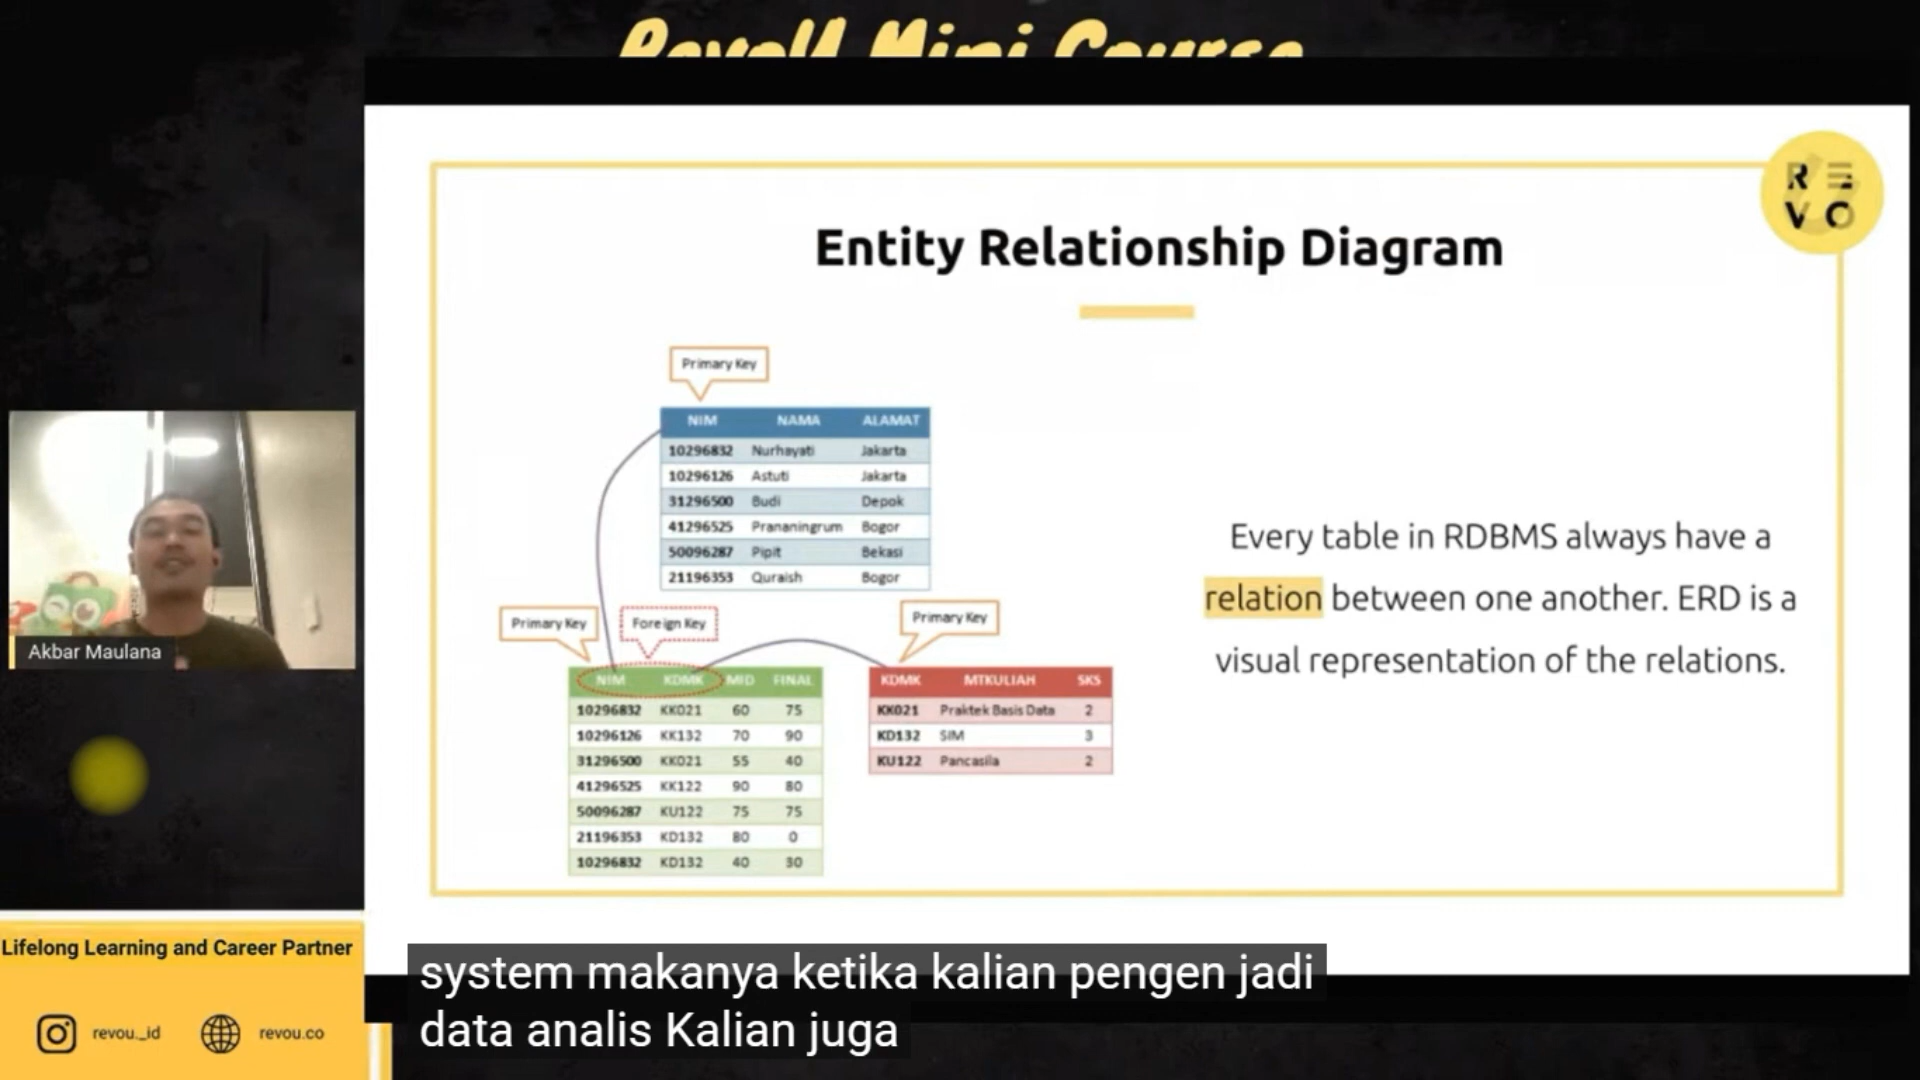 RevoU Mini Course
R E
V O
Entity Relationship Diagram
Primary Key
NIM NAMA ALAMAT
10296832 Nurhayati Jakarta
10296126 Astuti Jakarta
31296500 Budi Depok
41296525 Prananingrum Bogor
50096287 Pipit Bekasi
21196353 Quraish Bogor
Primary Key
Foreign Key
Primary Key
NIM KDMK MID FINAL
10296832 KK021 60 75
10296126 KK132 70 90
31296500 KK021 55 40
41296525 KK122 90 80
50096287 KU122 75 75
21196353 KD132 80 0
10296832 KD132 40 30
KDMK MTKULIAH SKS
KK021 Praktek Basis Data 2
KD132 SIM 3
KU122 Pancasila 2
Every table in RDBMS always have a
relation between one another. ERD is a
visual representation of the relations.
Akbar Maulana
Lifelong Learning and Career Partner
revou_id
revou.co
system makanya ketika kalian pengen jadi
data analis Kalian juga